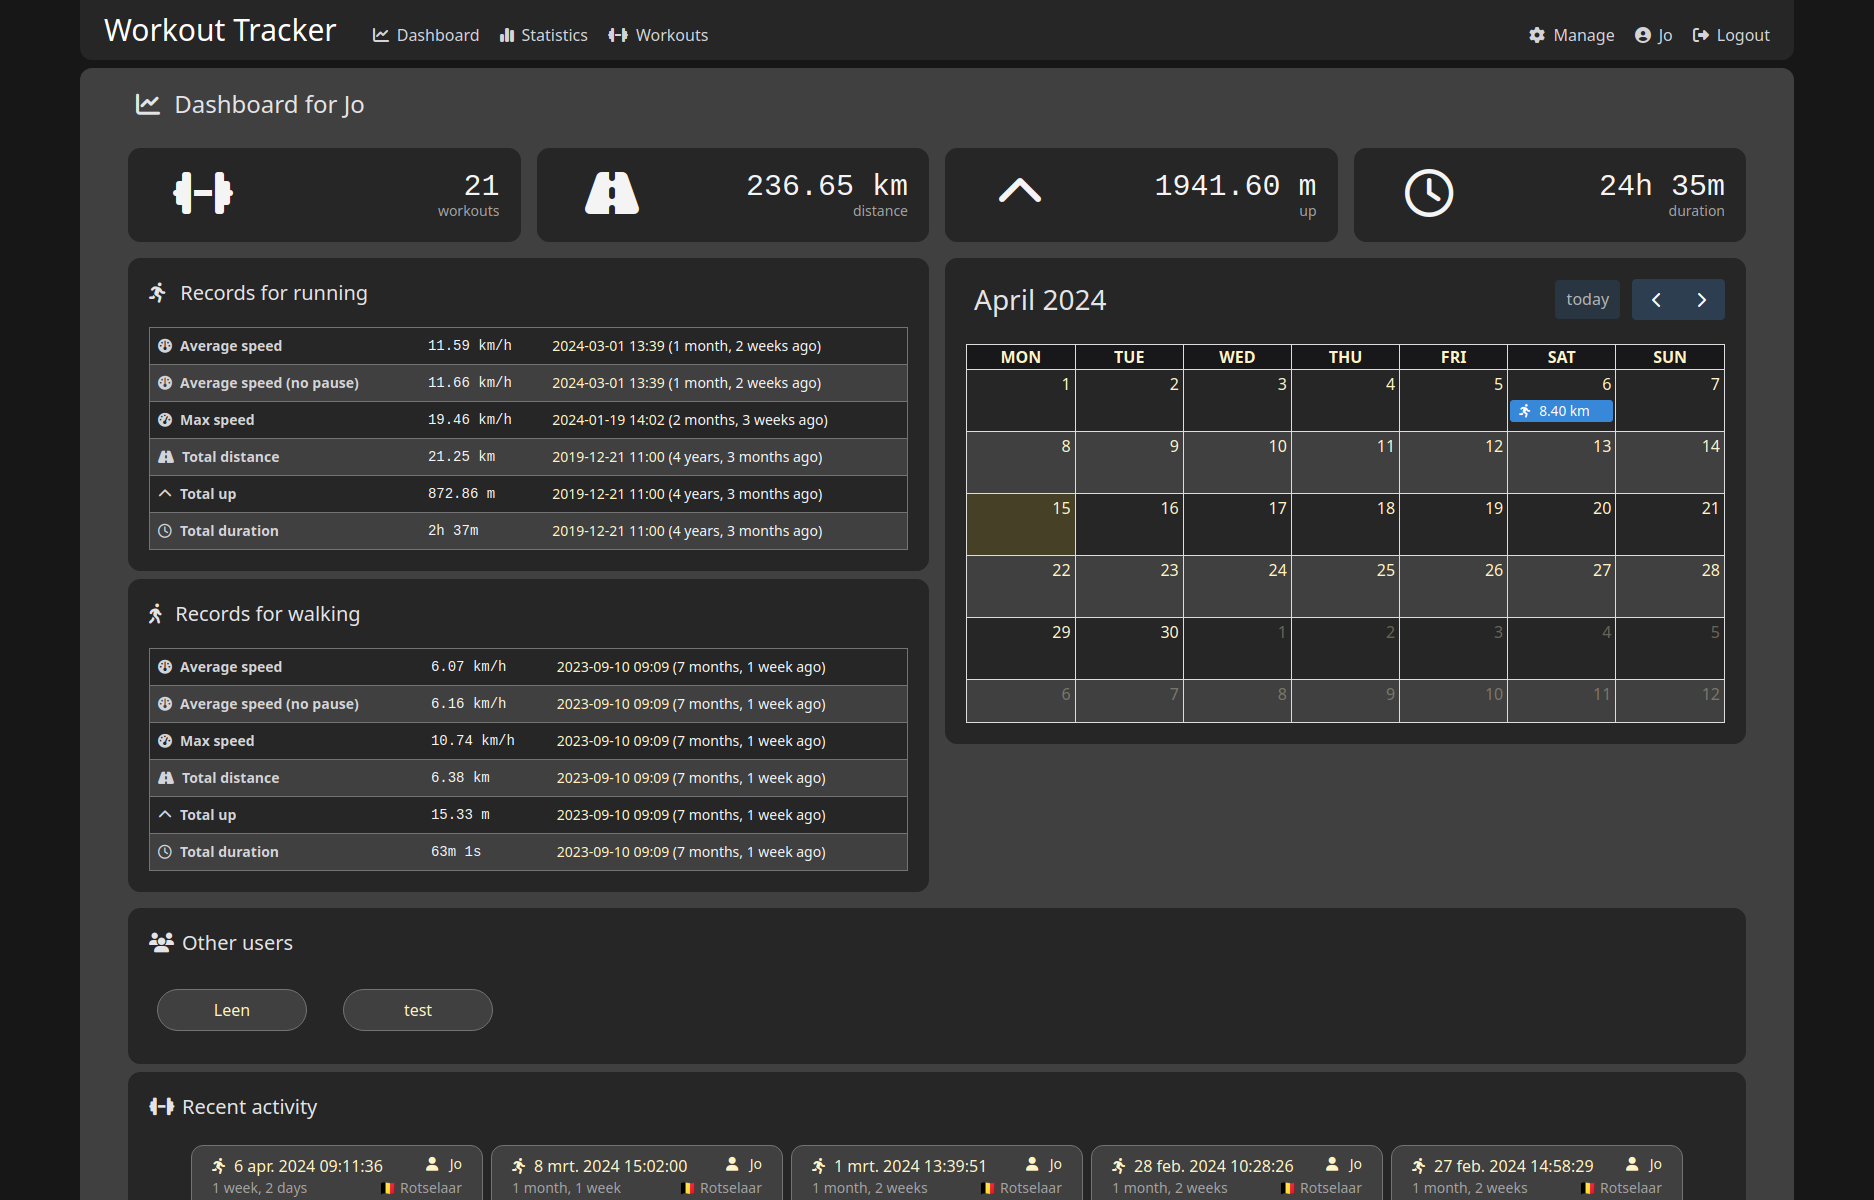 Workout Tracker Dashboard Statistics Workouts Manage Jo Logout
Dashboard for Jo
21
workouts
236.65 km
distance
1941.60 m
up
24h 35m
duration
Records for running
Average speed 11.59 km/h 2024-03-01 13:39 (1 month, 2 weeks ago)
Average speed (no pause) 11.66 km/h 2024-03-01 13:39 (1 month, 2 weeks ago)
Max speed 19.46 km/h 2024-01-19 14:02 (2 months, 3 weeks ago)
Total distance 21.25 km 2019-12-21 11:00 (4 years, 3 months ago)
Total up 872.86 m 2019-12-21 11:00 (4 years, 3 months ago)
Total duration 2h 37m 2019-12-21 11:00 (4 years, 3 months ago)
Records for walking
Average speed 6.07 km/h 2023-09-10 09:09 (7 months, 1 week ago)
Average speed (no pause) 6.16 km/h 2023-09-10 09:09 (7 months, 1 week ago)
Max speed 10.74 km/h 2023-09-10 09:09 (7 months, 1 week ago)
Total distance 6.38 km 2023-09-10 09:09 (7 months, 1 week ago)
Total up 15.33 m 2023-09-10 09:09 (7 months, 1 week ago)
Total duration 63m 1s 2023-09-10 09:09 (7 months, 1 week ago)
April 2024 today
MON TUE WED THU FRI SAT SUN
1 2 3 4 5 6 7
8.40 km
8 9 10 11 12 13 14
15 16 17 18 19 20 21
22 23 24 25 26 27 28
29 30 1 2 3 4 5
6 7 8 9 10 11 12
Other users
Leen test
Recent activity
6 apr. 2024 09:11:36 Jo
1 week, 2 days Rotselaar
8 mrt. 2024 15:02:00 Jo
1 month, 1 week Rotselaar
1 mrt. 2024 13:39:51 Jo
1 month, 2 weeks Rotselaar
28 feb. 2024 10:28:26 Jo
1 month, 2 weeks Rotselaar
27 feb. 2024 14:58:29 Jo
1 month, 2 weeks Rotselaar